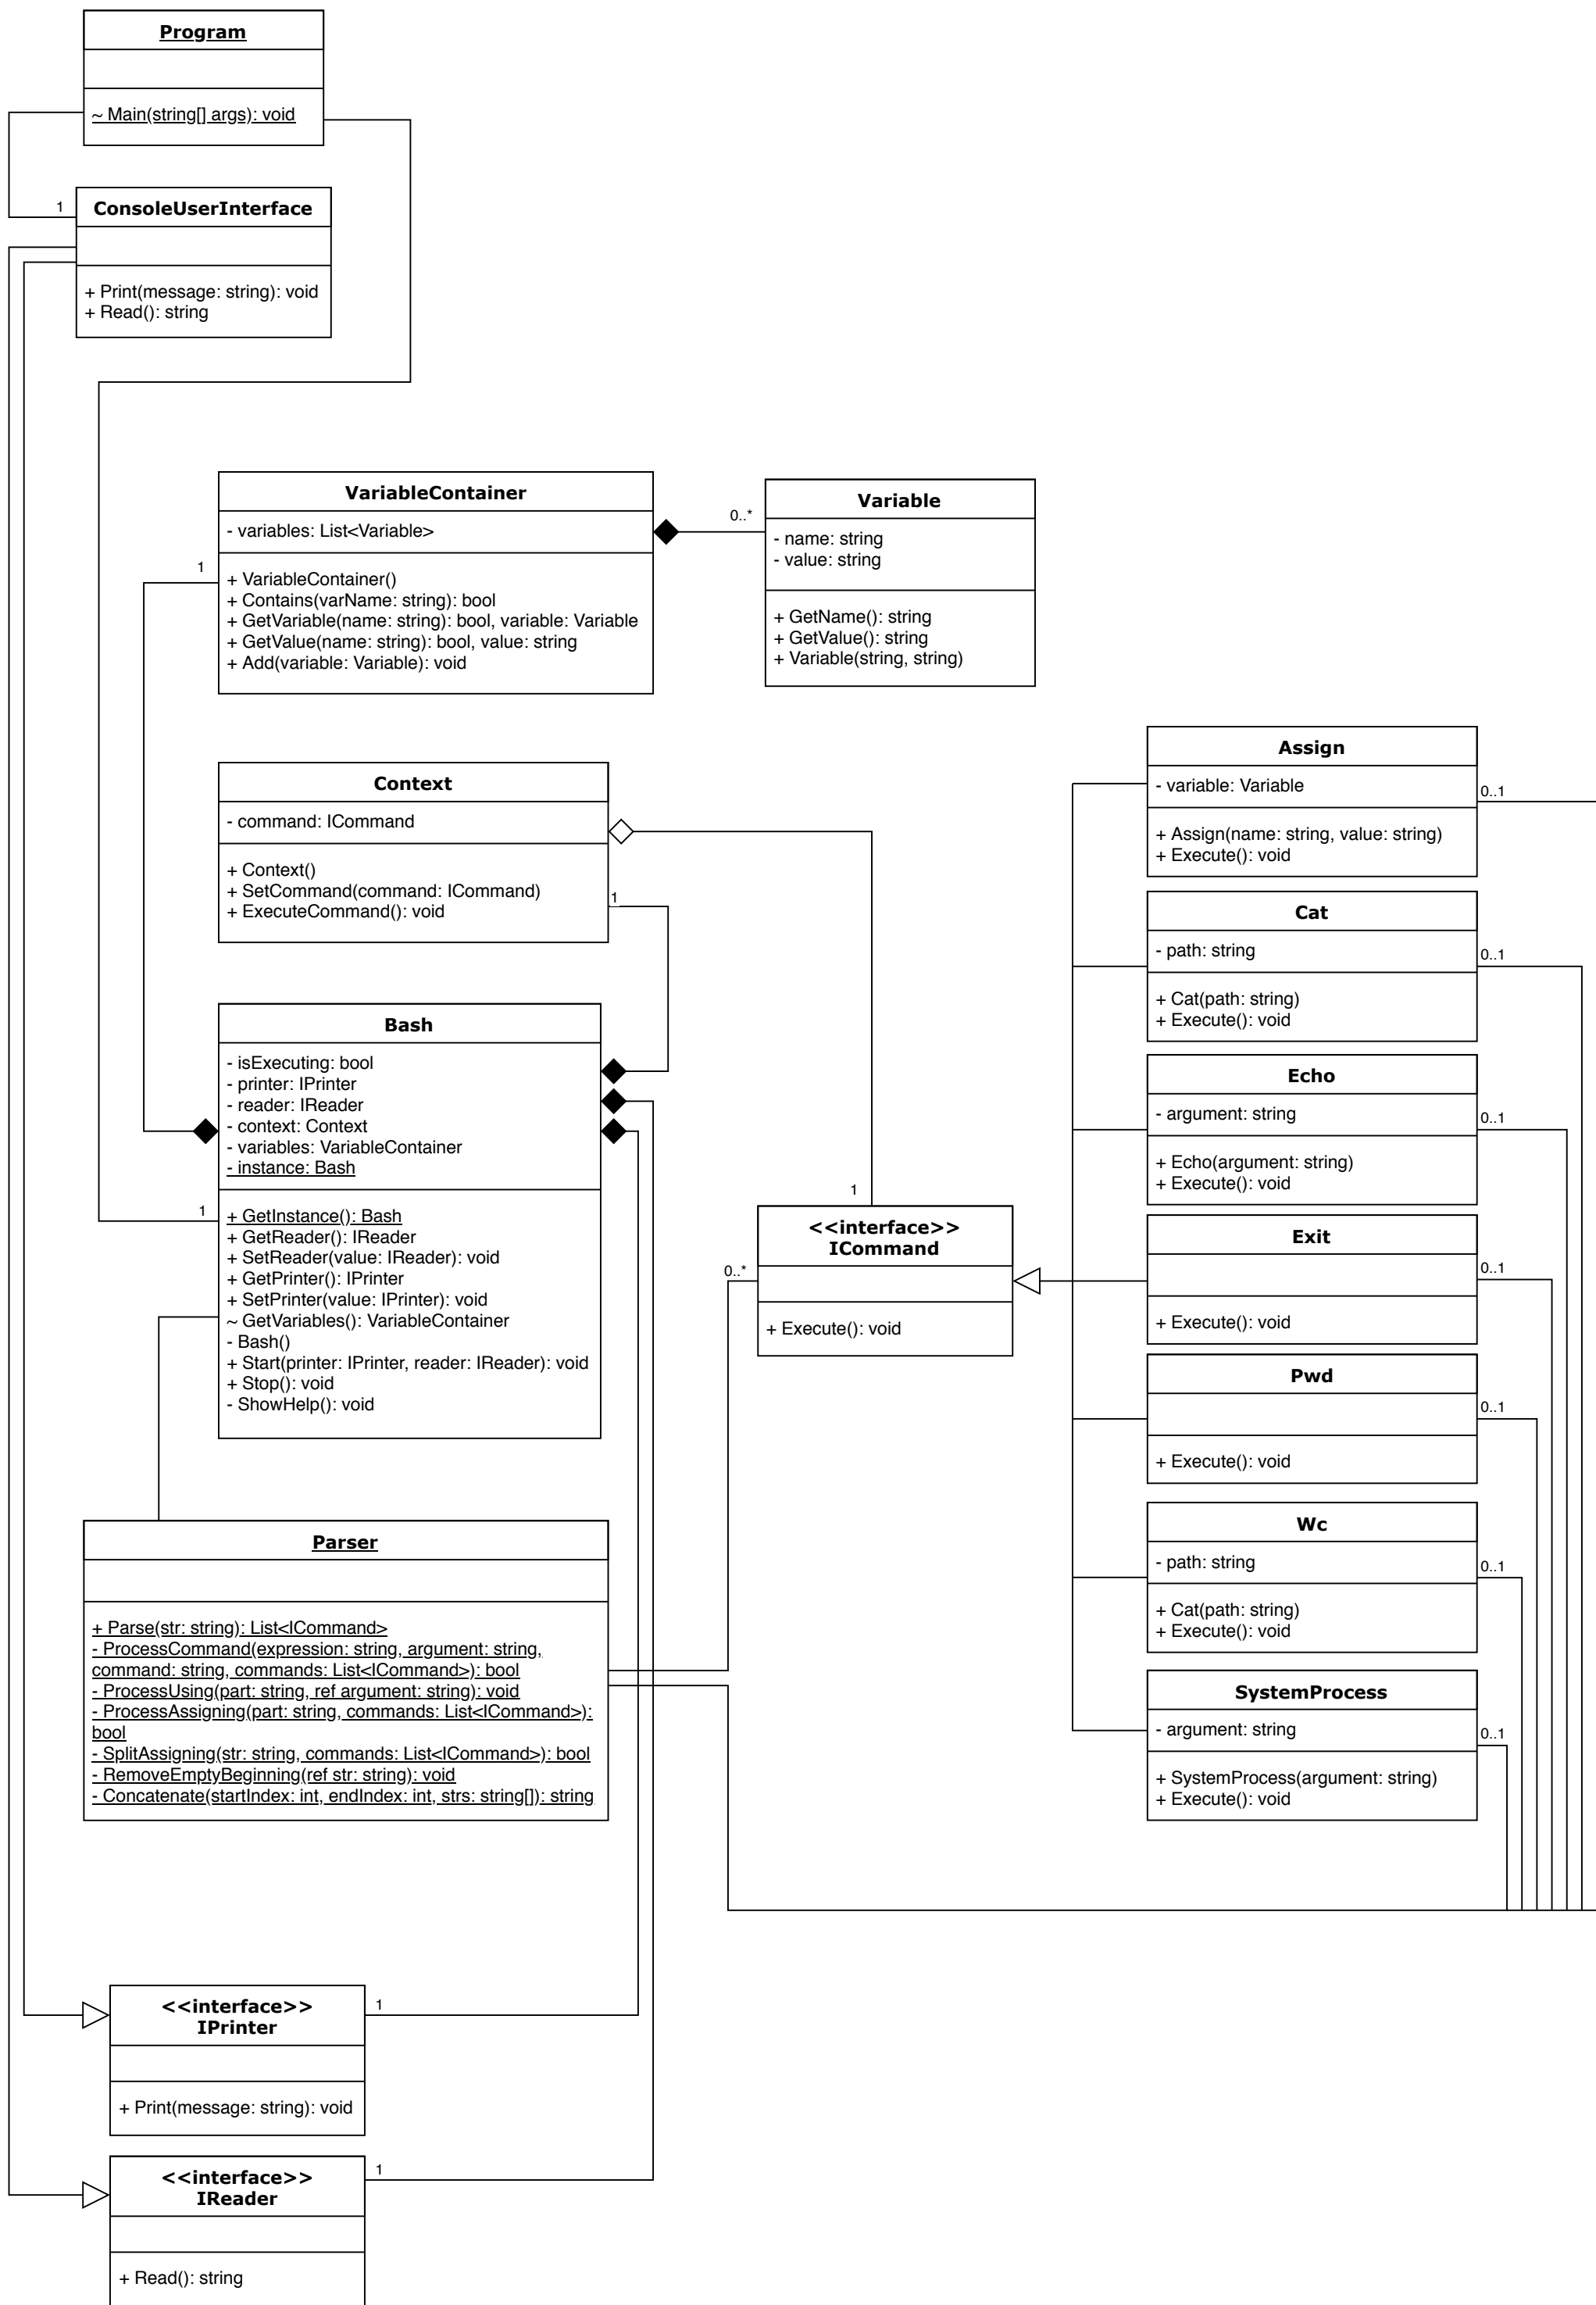 Program
~ Main(string[] args): void
1
ConsoleUserInterface
+ Print(message: string): void
+ Read(): string
VariableContainer
- variables: List<Variable>
+ VariableContainer()
+ Contains(varName: string): bool
+ GetVariable(name: string): bool, variable: Variable
+ GetValue(name: string): bool, value: string
+ Add(variable: Variable): void
1
0..*
Variable
- name: string
- value: string
+ GetName(): string
+ GetValue(): string
+ Variable(string, string)
Context
- command: ICommand
+ Context()
+ SetCommand(command: ICommand)
+ ExecuteCommand(): void
1
Bash
- isExecuting: bool
- printer: IPrinter
- reader: IReader
- context: Context
- variables: VariableContainer
- instance: Bash
1
+ GetInstance(): Bash
+ GetReader(): IReader
+ SetReader(value: IReader): void
+ GetPrinter(): IPrinter
+ SetPrinter(value: IPrinter): void
~ GetVariables(): VariableContainer
- Bash()
+ Start(printer: IPrinter, reader: IReader): void
+ Stop(): void
- ShowHelp(): void
1
<<interface>>
ICommand
0..*
+ Execute(): void
Assign
- variable: Variable
0..1
+ Assign(name: string, value: string)
+ Execute(): void
Cat
- path: string
0..1
+ Cat(path: string)
+ Execute(): void
Echo
- argument: string
0..1
+ Echo(argument: string)
+ Execute(): void
Exit
0..1
+ Execute(): void
Pwd
0..1
+ Execute(): void
Wc
- path: string
0..1
+ Cat(path: string)
+ Execute(): void
SystemProcess
- argument: string
0..1
+ SystemProcess(argument: string)
+ Execute(): void
Parser
+ Parse(str: string): List<ICommand>
- ProcessCommand(expression: string, argument: string,
command: string, commands: List<ICommand>): bool
- ProcessUsing(part: string, ref argument: string): void
- ProcessAssigning(part: string, commands: List<ICommand>):
bool
- SplitAssigning(str: string, commands: List<ICommand>): bool
- RemoveEmptyBeginning(ref str: string): void
- Concatenate(startIndex: int, endIndex: int, strs: string[]): string
<<interface>>
IPrinter
1
+ Print(message: string): void
<<interface>>
IReader
1
+ Read(): string